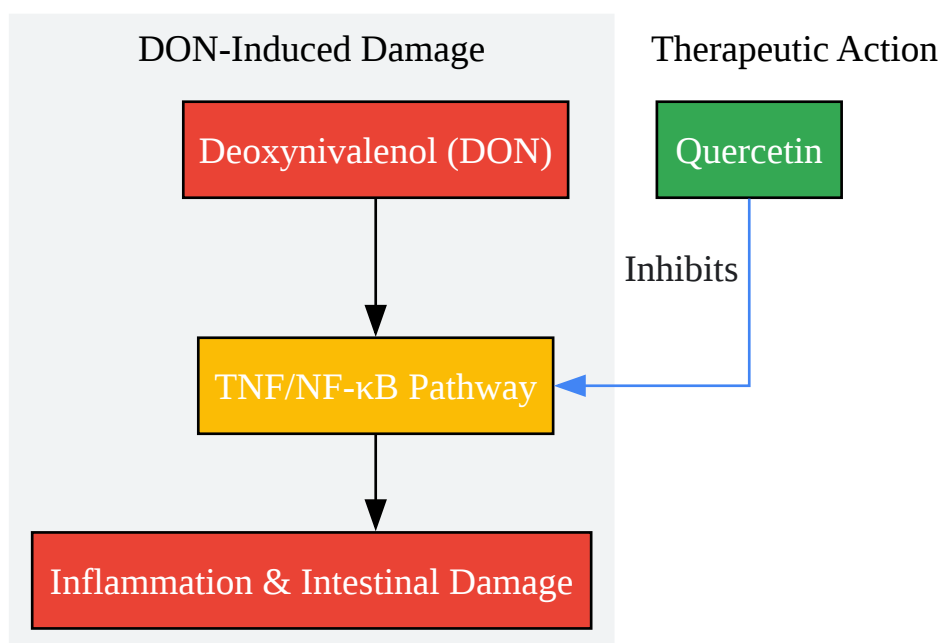 DON-Induced Damage
Therapeutic Action
Deoxynivalenol (DON)
Quercetin
Inhibits
TNF/NF-κB Pathway
Inflammation & Intestinal Damage